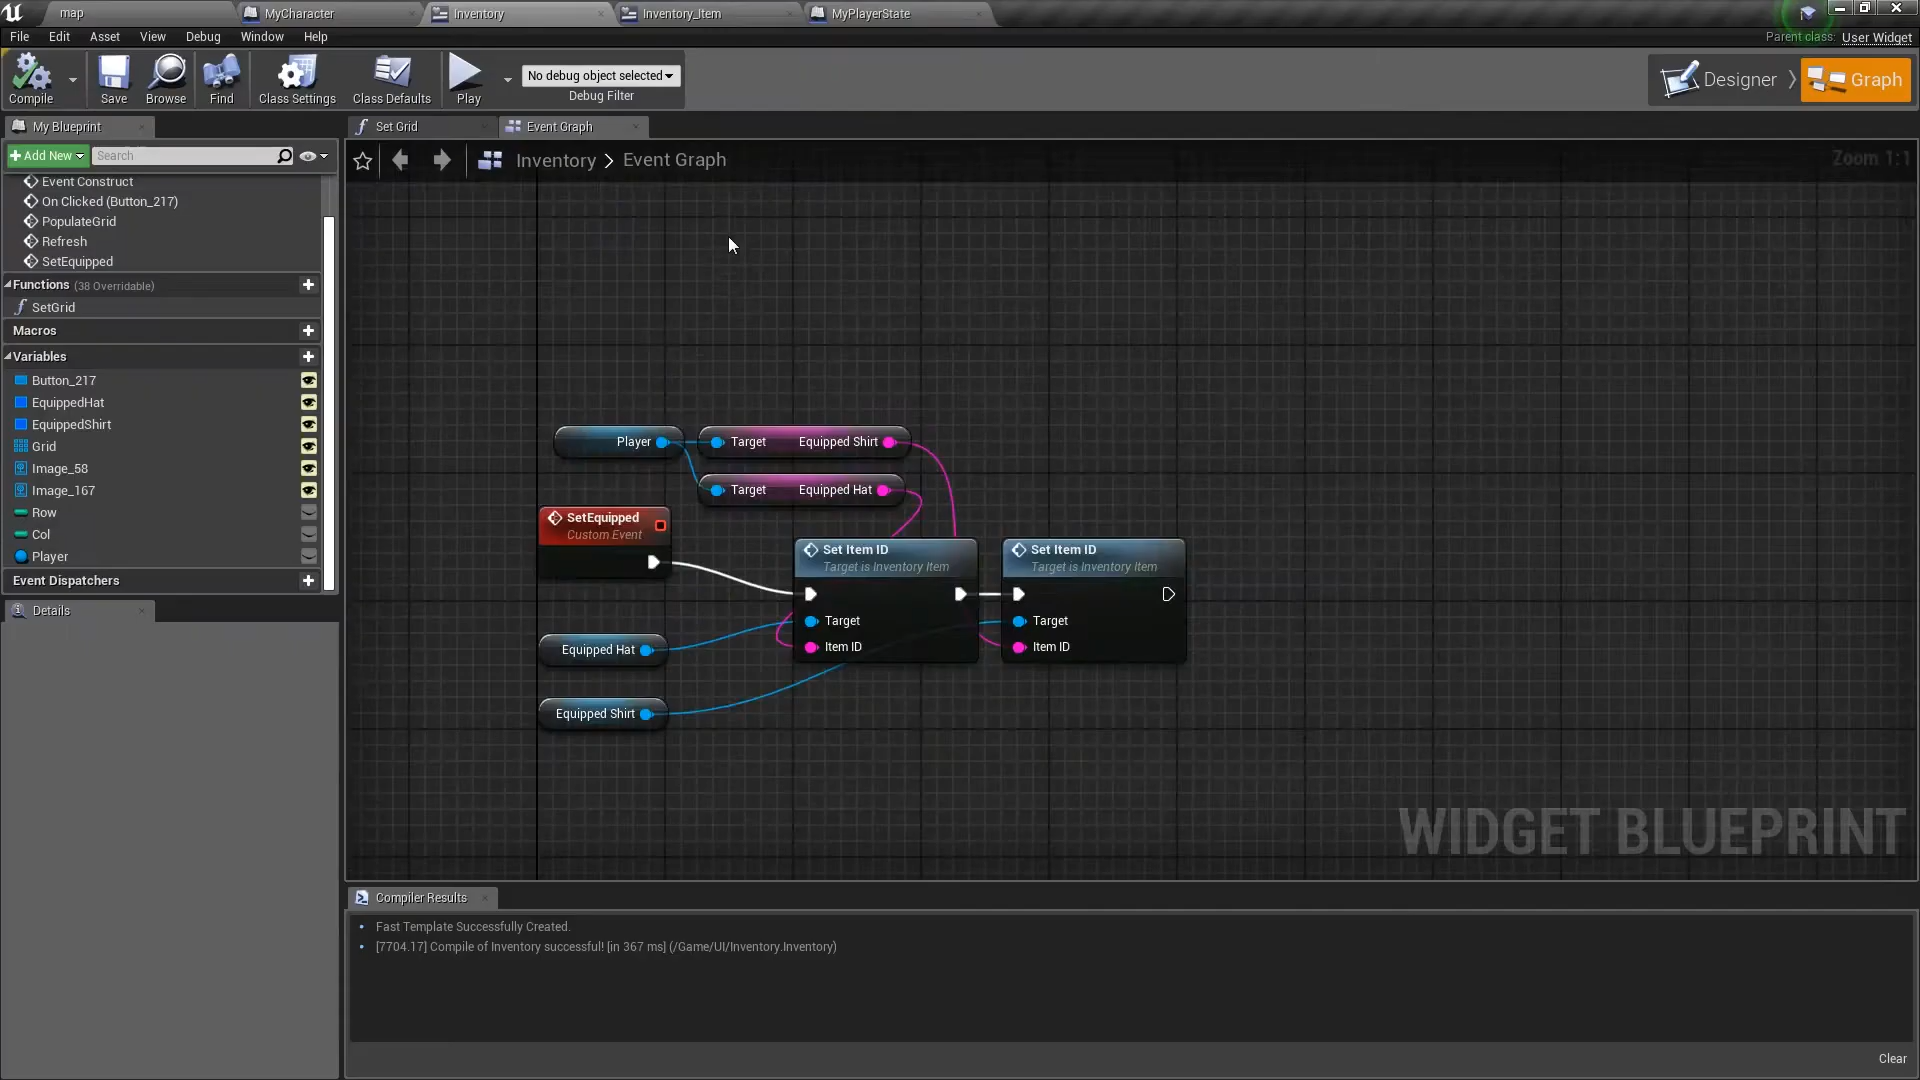 map
MyCharacter
Inventory
Inventory_Item
MyPlayerState
File
Edit
Asset
View
Debug
Window
Help
Parent class: User Widget
Compile
Save
Browse
Find
Class Settings
Class Defaults
Play
No debug object selected
Debug Filter
Designer
Graph
My Blueprint
Add New
Search
Event Construct
On Clicked (Button_217)
PopulateGrid
Refresh
SetEquipped
Functions (38 Overridable)
SetGrid
Macros
Variables
Button_217
EquippedHat
EquippedShirt
Grid
Image_58
Image_167
Row
Col
Player
Event Dispatchers
Details
Set Grid
Event Graph
Inventory > Event Graph
Zoom 1:1
Player
Target Equipped Shirt
Target Equipped Hat
SetEquipped
Custom Event
Set Item ID
Target is Inventory Item
Target
Item ID
Set Item ID
Target is Inventory Item
Target
Item ID
Equipped Hat
Equipped Shirt
WIDGET BLUEPRINT
Compiler Results
Fast Template Successfully Created.
[7704.17] Compile of Inventory successful! [in 367 ms] (/Game/UI/Inventory.Inventory)
Clear